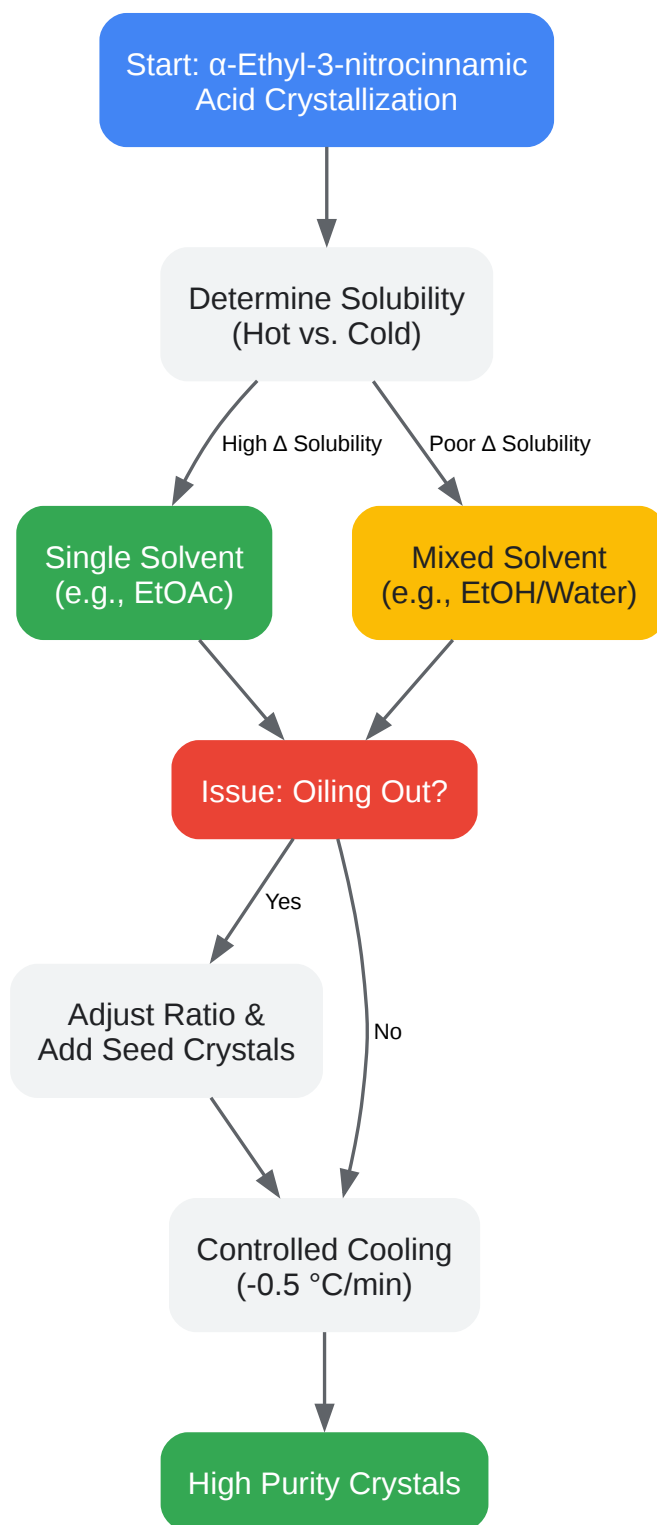 Start: α-Ethyl-3-nitrocinnamic
Acid Crystallization
Determine Solubility
(Hot vs. Cold)
High Δ Solubility
Poor Δ Solubility
Single Solvent
(e.g., EtOAc)
Mixed Solvent
(e.g., EtOH/Water)
Issue: Oiling Out?
Yes
Adjust Ratio &
Add Seed Crystals
No
Controlled Cooling
(-0.5 °C/min)
High Purity Crystals